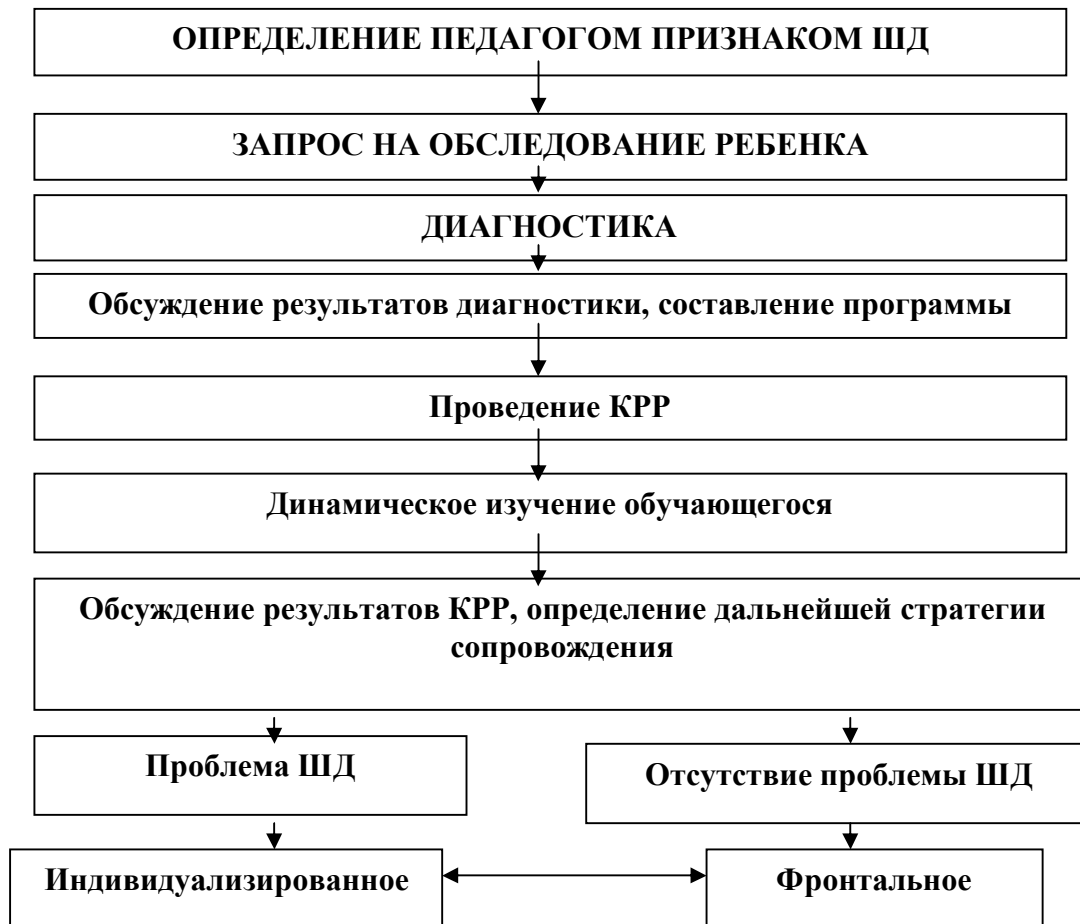 ОПРЕДЕЛЕНИЕ ПЕДАГОГОМ ПРИЗНАКОМ ШД
ЗАПРОС НА ОБСЛЕДОВАНИЕ РЕБЕНКА
ДИАГНОСТИКА
Обсуждение результатов диагностики, составление программы
Проведение КРР
Динамическое изучение обучающегося
Обсуждение результатов КРР, определение дальнейшей стратегии
сопровождения
Проблема ШД
Отсутствие проблемы ШД
Индивидуализированное
Фронтальное